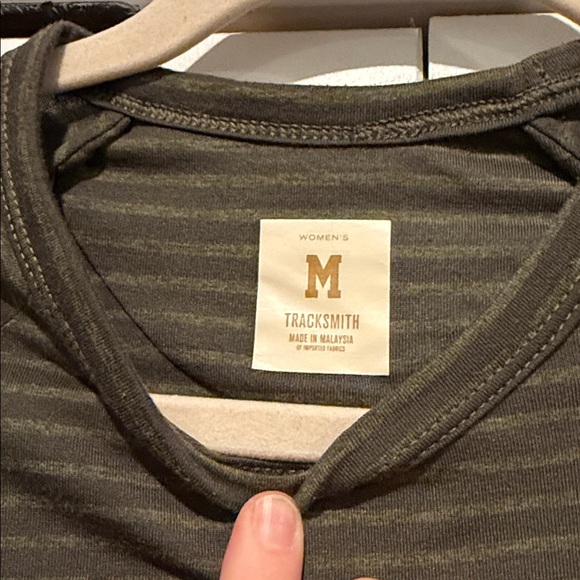 WOMEN'S
M
TRACKSMITH
MADE IN MALAYSIA
OF IMPORTED FABRICS